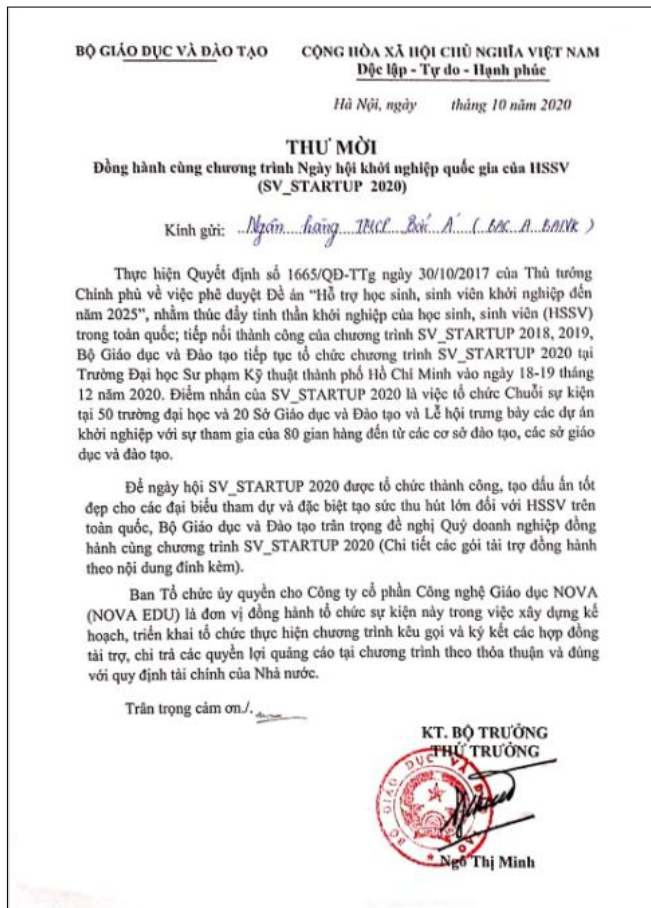 BỘ GIÁO DỤC VÀ ĐÀO TẠO
CỘNG HÒA XÃ HỘI CHỦ NGHĨA VIỆT NAM
Độc lập - Tự do - Hạnh phúc
Hà Nội, ngày tháng 10 năm 2020
THƯ MỜI
Đồng hành cùng chương trình Ngày hội khởi nghiệp quốc gia của HSSV
(SV_STARTUP 2020)
Kính gửi: Ngân hàng TMCP Bắc Á (BAC A BANK)
Thực hiện Quyết định số 1665/QĐ-TTg ngày 30/10/2017 của Thủ tướng
Chính phủ về việc phê duyệt Đề án “Hỗ trợ học sinh, sinh viên khởi nghiệp đến
năm 2025”, nhằm thúc đẩy tinh thần khởi nghiệp của học sinh, sinh viên (HSSV)
trong toàn quốc; tiếp nối thành công của chương trình SV_STARTUP 2018, 2019,
Bộ Giáo dục và Đào tạo tiếp tục tổ chức chương trình SV_STARTUP 2020 tại
Trường Đại học Sư phạm Kỹ thuật thành phố Hồ Chí Minh vào ngày 18-19 tháng
12 năm 2020. Điểm nhấn của SV_STARTUP 2020 là việc tổ chức Chuỗi sự kiện
tại 50 trường đại học và 20 Sở Giáo dục và Đào tạo và Lễ hội trưng bày các dự án
khởi nghiệp với sự tham gia của 80 gian hàng đến từ các cơ sở đào tạo, các sở giáo
dục và đào tạo.
Để ngày hội SV_STARTUP 2020 được tổ chức thành công, tạo dấu ấn tốt
đẹp cho các đại biểu tham dự và đặc biệt tạo sức thu hút lớn đối với HSSV trên
toàn quốc, Bộ Giáo dục và Đào tạo trân trọng đề nghị Quý doanh nghiệp đồng
hành cùng chương trình SV_STARTUP 2020 (Chi tiết các gói tài trợ đồng hành
theo nội dung đính kèm).
Ban Tổ chức ủy quyền cho Công ty cổ phần Công nghệ Giáo dục NOVA
(NOVA EDU) là đơn vị đồng hành tổ chức sự kiện này trong việc xây dựng kế
hoạch, triển khai tổ chức thực hiện chương trình kêu gọi và ký kết các hợp đồng
tài trợ, chi trả các quyền lợi quảng cáo tại chương trình theo thỏa thuận và đúng
với quy định tài chính của Nhà nước.
Trân trọng cảm ơn./.
KT. BỘ TRƯỞNG
THỨ TRƯỞNG
BỘ GIÁO DỤC VÀ ĐÀO TẠO
Ngô Thị Minh